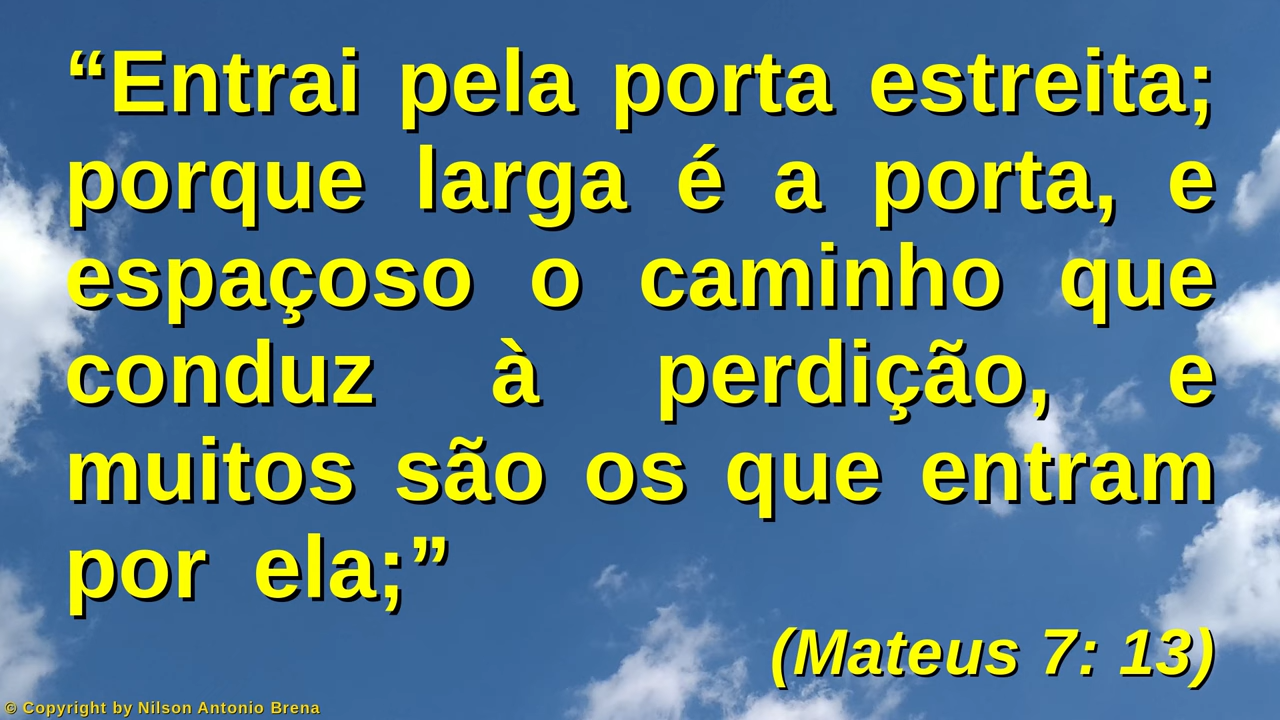 “Entrai pela porta estreita;
porque larga é a porta, e
espaçoso o caminho que
conduz à perdição, e
muitos são os que entram
por ela;”
(Mateus 7: 13)
© Copyright by Nilson Antonio Brena